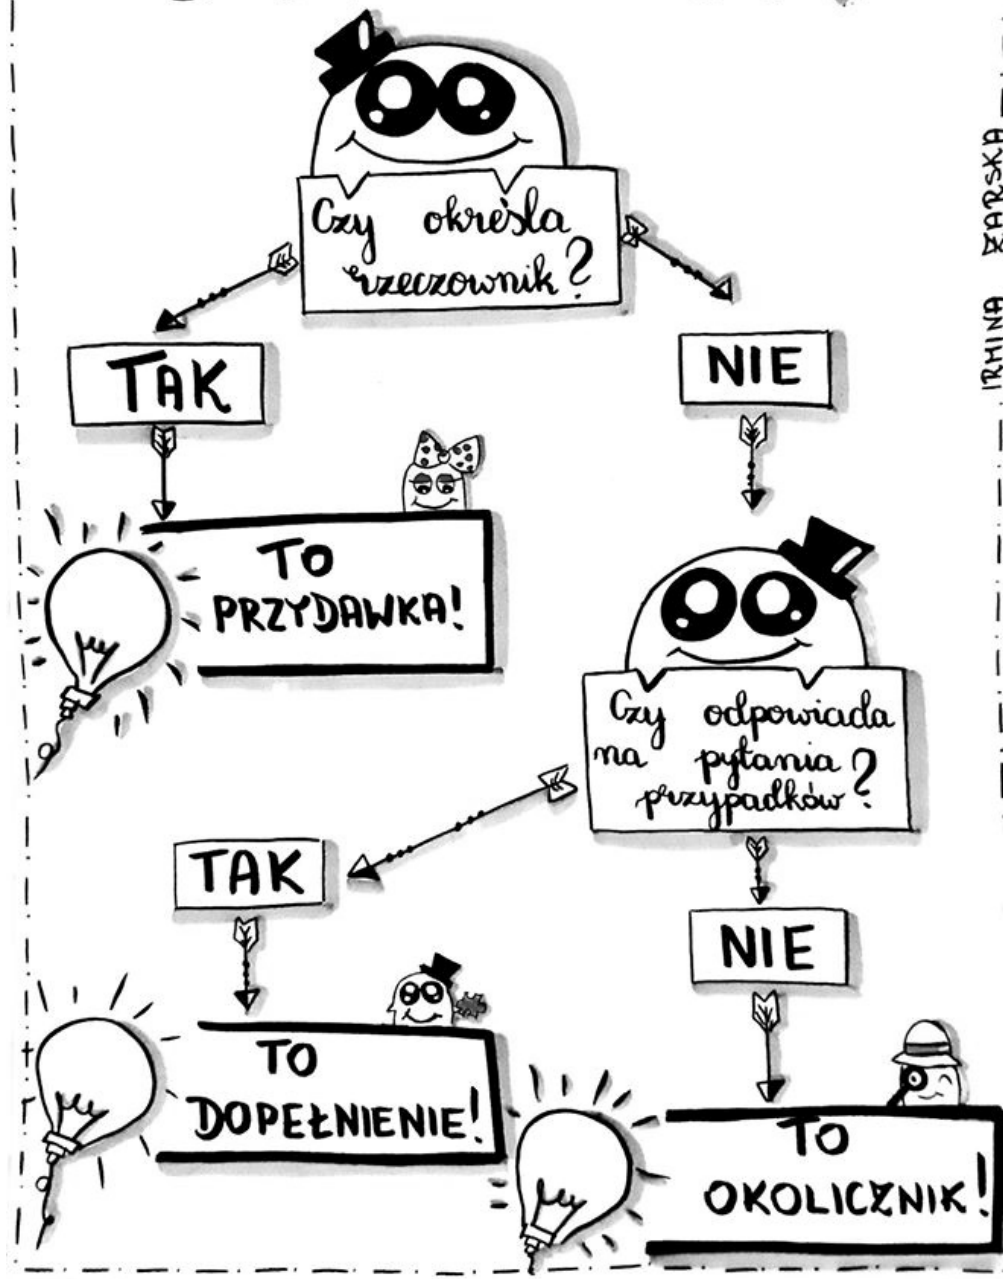 Czy określa
rzeczownik?
TAK
NIE
TO
PRZYDAWKA!
Czy odpowiada
na pytania
przypadków?
TAK
NIE
TO
DOPEŁNIENIE!
TO
OKOLICZNIK!
IRMINA ŻARSKA